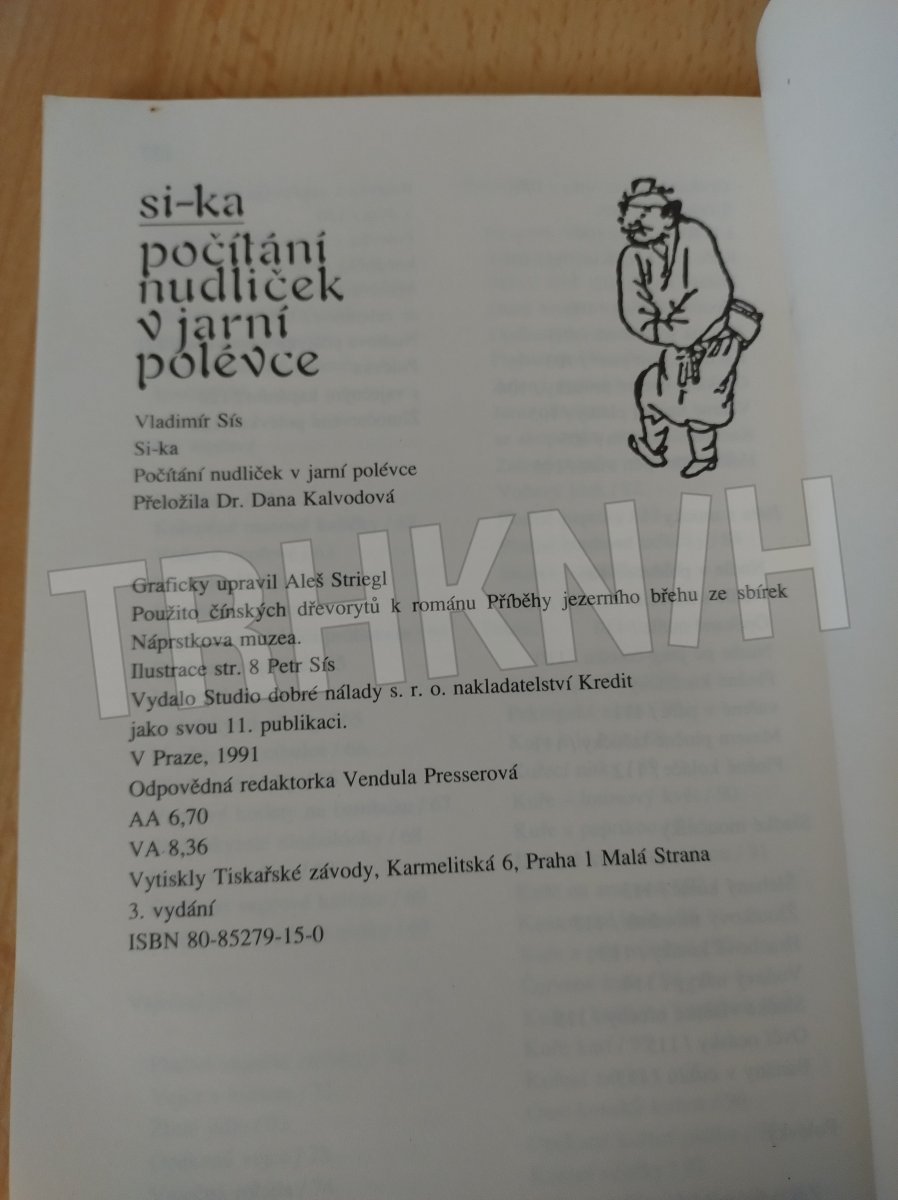 si-ka
počítání
nudliček
v jarní
polévce
Vladimír Sís
Si-ka
Počítání nudliček v jarní polévce
Přeložila Dr. Dana Kalvodová
TRHKNIH
Graficky upravil Aleš Striegl
Použito čínských dřevorytů k románu Příběhy jezerního břehu ze sbírek
Náprstkova muzea.
Ilustrace str. 8 Petr Sís
Vydalo Studio dobré nálady s. r. o. nakladatelství Kredit
jako svou 11. publikaci.
V Praze, 1991
Odpovědná redaktorka Vendula Presserová
AA 6,70
VA 8,36
Vytiskly Tiskařské závody, Karmelitská 6, Praha 1 Malá Strana
3. vydání
ISBN 80-85279-15-0